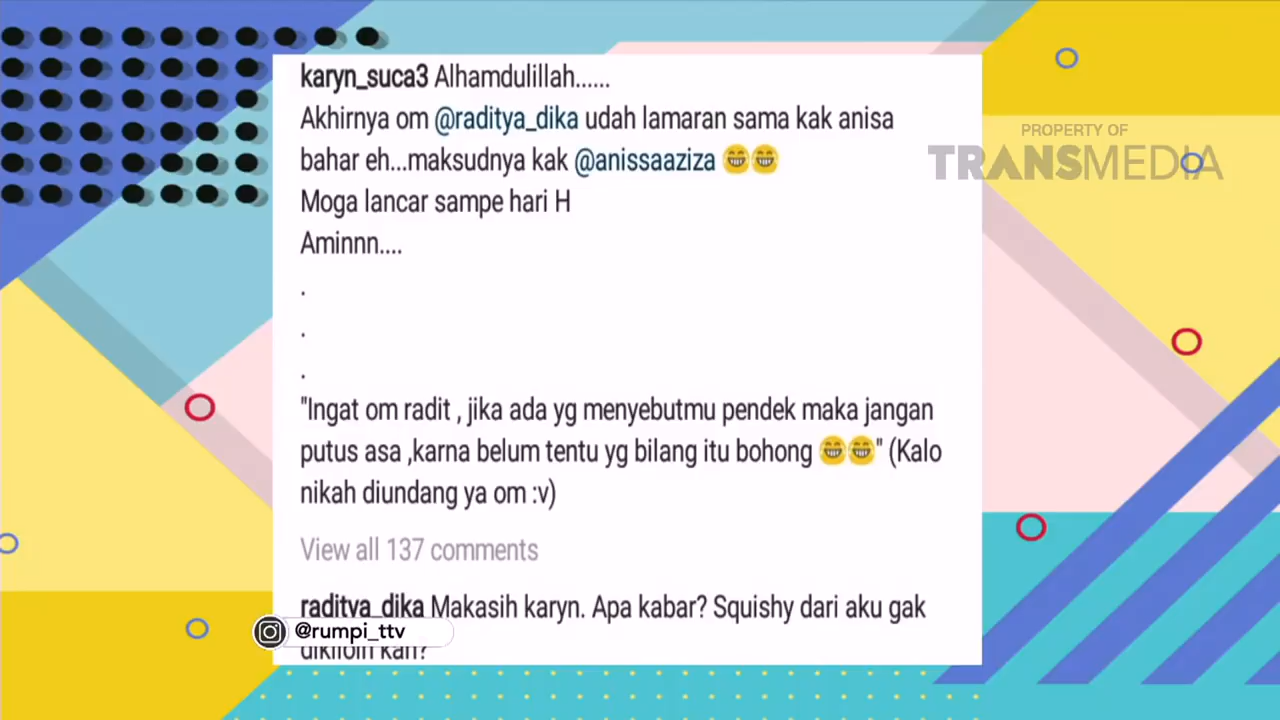 karyn_suca3 Alhamdulillah......
Akhirnya om @raditya_dika udah lamaran sama kak anisa
bahar eh...maksudnya kak @anissaaziza 😁😁
Moga lancar sampe hari H
Aminnn....
.
.
.
"Ingat om radit , jika ada yg menyebutmu pendek maka jangan
putus asa ,karna belum tentu yg bilang itu bohong 😁😁" (Kalo
nikah diundang ya om :v)
View all 137 comments
raditya_dika Makasih karyn. Apa kabar? Squishy dari aku gak
kan?
@rumpi_ttv
PROPERTY OF
TRANSMEDIA